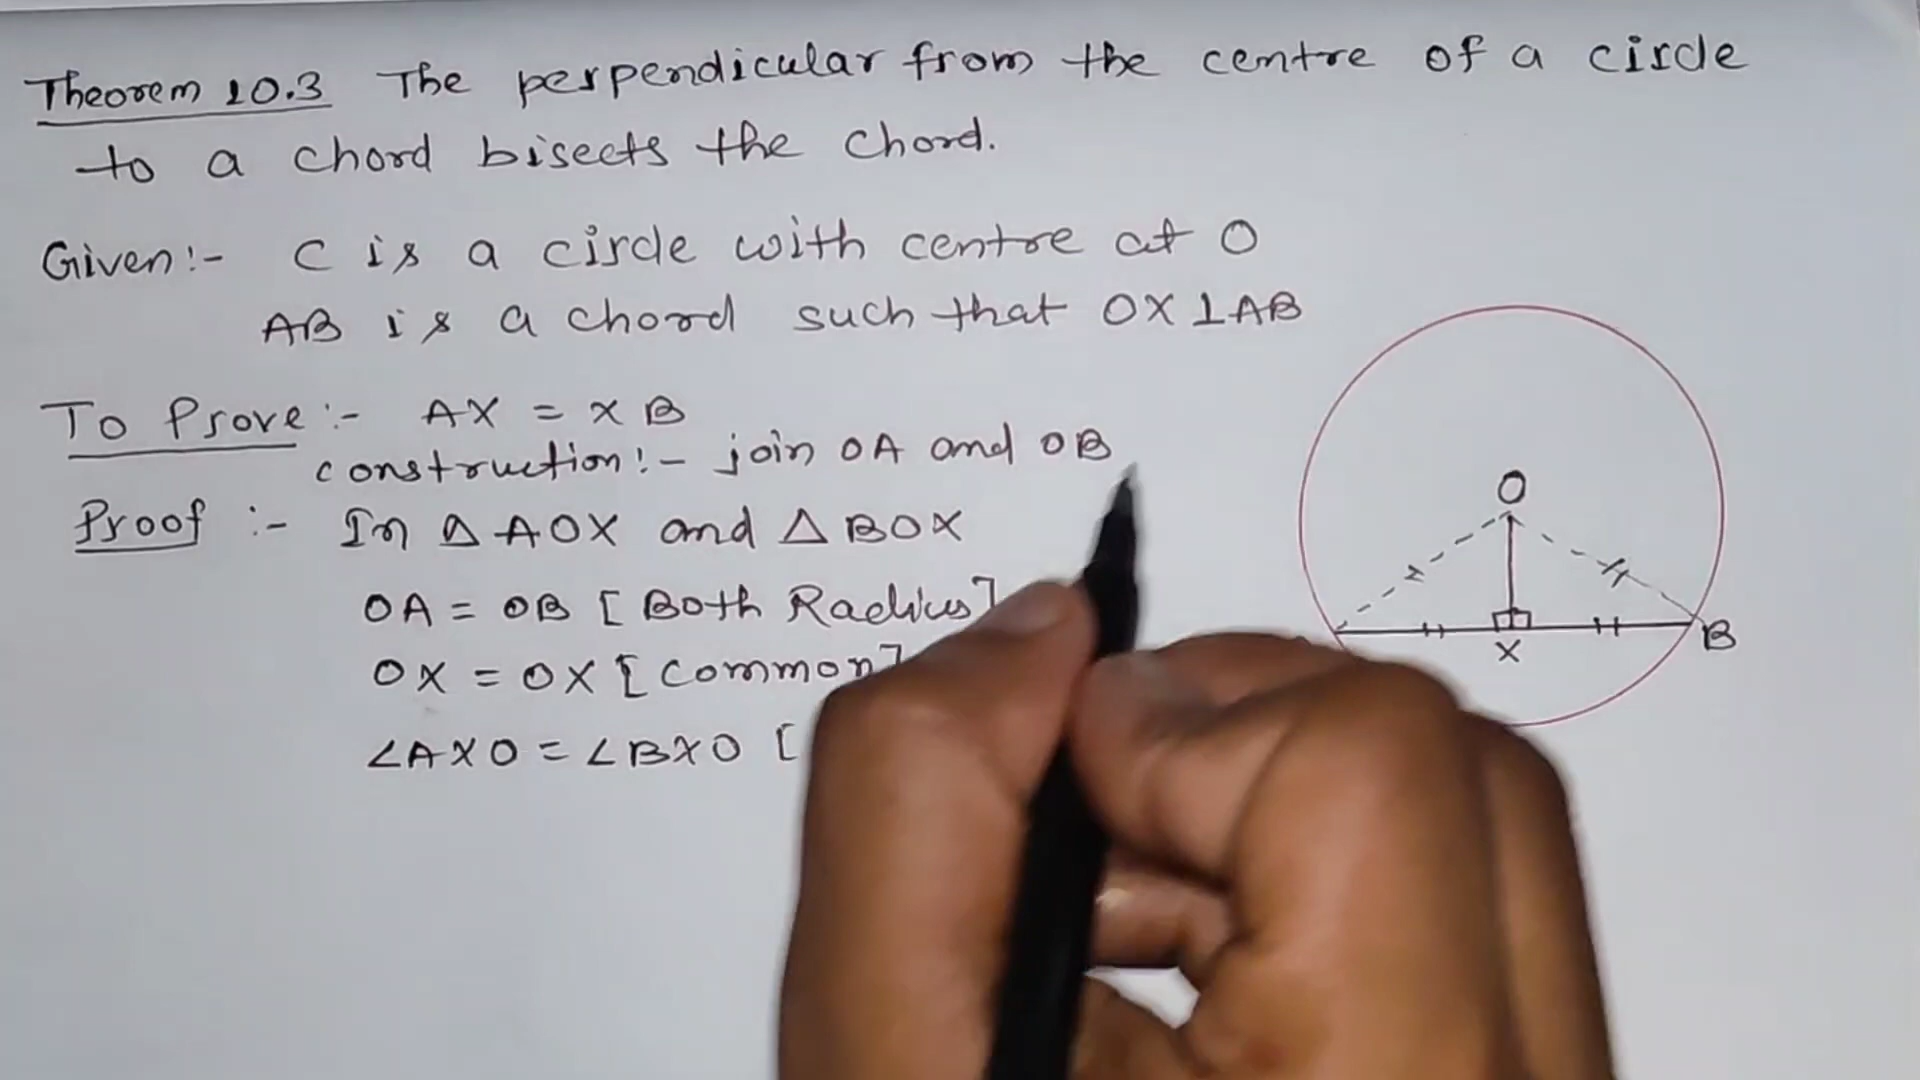 Theorem 10.3 The perpendicular from the centre of a circle
to a chord bisects the chord.
Given:- C is a circle with centre at O
AB is a chord such that OX⊥AB
To Prove:- AX = XB
construction:- join OA and OB
Proof:- In △AOX and △BOX
OA = OB [Both Radius]
OX = OX [common]
∠AXO = ∠BXO [
O
X
B